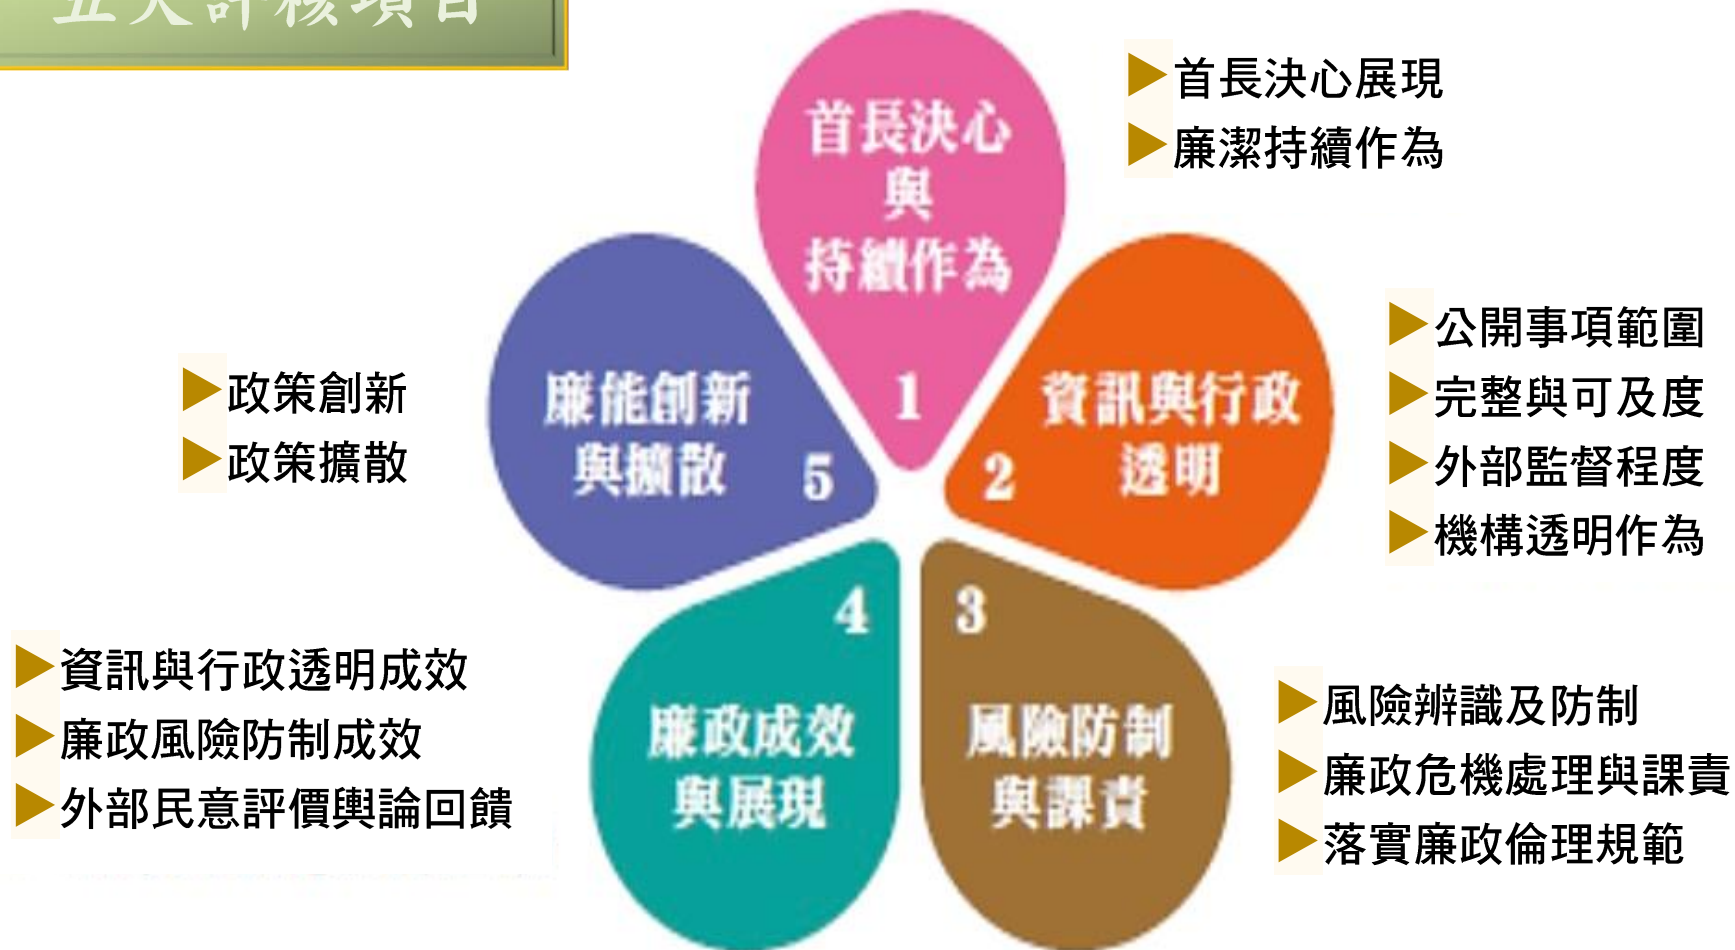 五大評核項目
首長決心
與
持續作為
1
首長決心展現
廉潔持續作為
資訊與行政
透明
2
公開事項範圍
完整與可及度
外部監督程度
機構透明作為
3
風險防制
與課責
風險辨識及防制
廉政危機處理與課責
落實廉政倫理規範
4
廉政成效
與展現
資訊與行政透明成效
廉政風險防制成效
外部民意評價輿論回饋
廉能創新
與擴散
5
政策創新
政策擴散